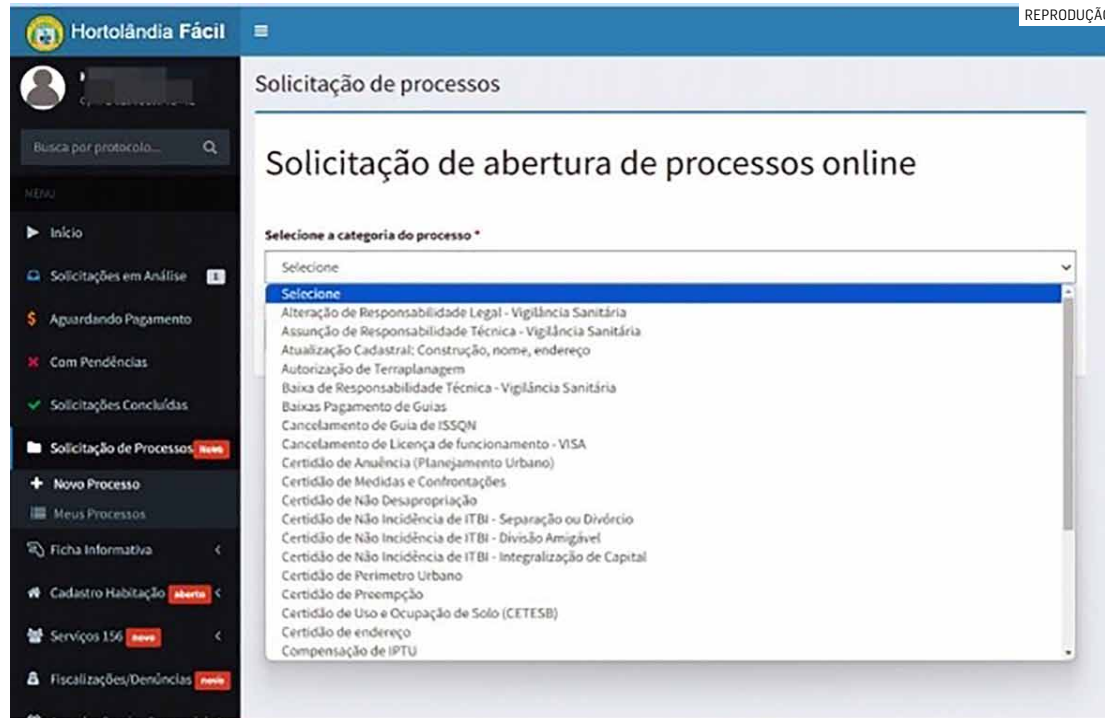 REPRODUÇÃO
Hortolândia Fácil
Busca por protocolo...
MENU
Início
Solicitações em Análise 1
Aguardando Pagamento
Com Pendências
Solicitações Concluídas
Solicitação de Processos Novo
Novo Processo
Meus Processos
Ficha Informativa
Cadastro Habitação aberto
Serviços 156 novo
Fiscalizações/Denúncias novo
Solicitação de processos
Solicitação de abertura de processos online
Selecione a categoria do processo *
Selecione
Selecione
Alteração de Responsabilidade Legal - Vigilância Sanitária
Assunção de Responsabilidade Técnica - Vigilância Sanitária
Atualização Cadastral: Construção, nome, endereço
Autorização de Terraplanagem
Baixa de Responsabilidade Técnica - Vigilância Sanitária
Baixas Pagamento de Guias
Cancelamento de Guia de ISSQN
Cancelamento de Licença de funcionamento - VISA
Certidão de Anuência (Planejamento Urbano)
Certidão de Medidas e Confrontações
Certidão de Não Desapropriação
Certidão de Não Incidência de ITBI - Separação ou Divórcio
Certidão de Não Incidência de ITBI - Divisão Amigável
Certidão de Não Incidência de ITBI - Integralização de Capital
Certidão de Perimetro Urbano
Certidão de Preempção
Certidão de Uso e Ocupação de Solo (CETESB)
Certidão de endereço
Compensação de IPTU